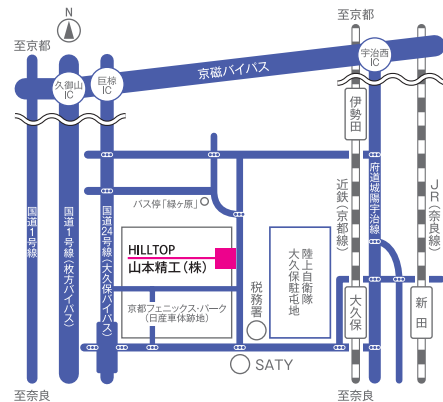 N
至京都
至京都
京磁バイパス
久御山
IC
巨椋
IC
宇治西
IC
伊勢田
国道1号線
国道1号線(枚方バイパス)
国道24号線(大久保バイパス)
バス停「緑ヶ原」
HILLTOP
山本精工(株)
京都フェニックス・パーク
(日産車体跡地)
税務署
SATY
陸上自衛隊
大久保駐屯地
近鉄(京都線)
府道城陽宇治線
JR(奈良線)
大久保
新田
至奈良
至奈良